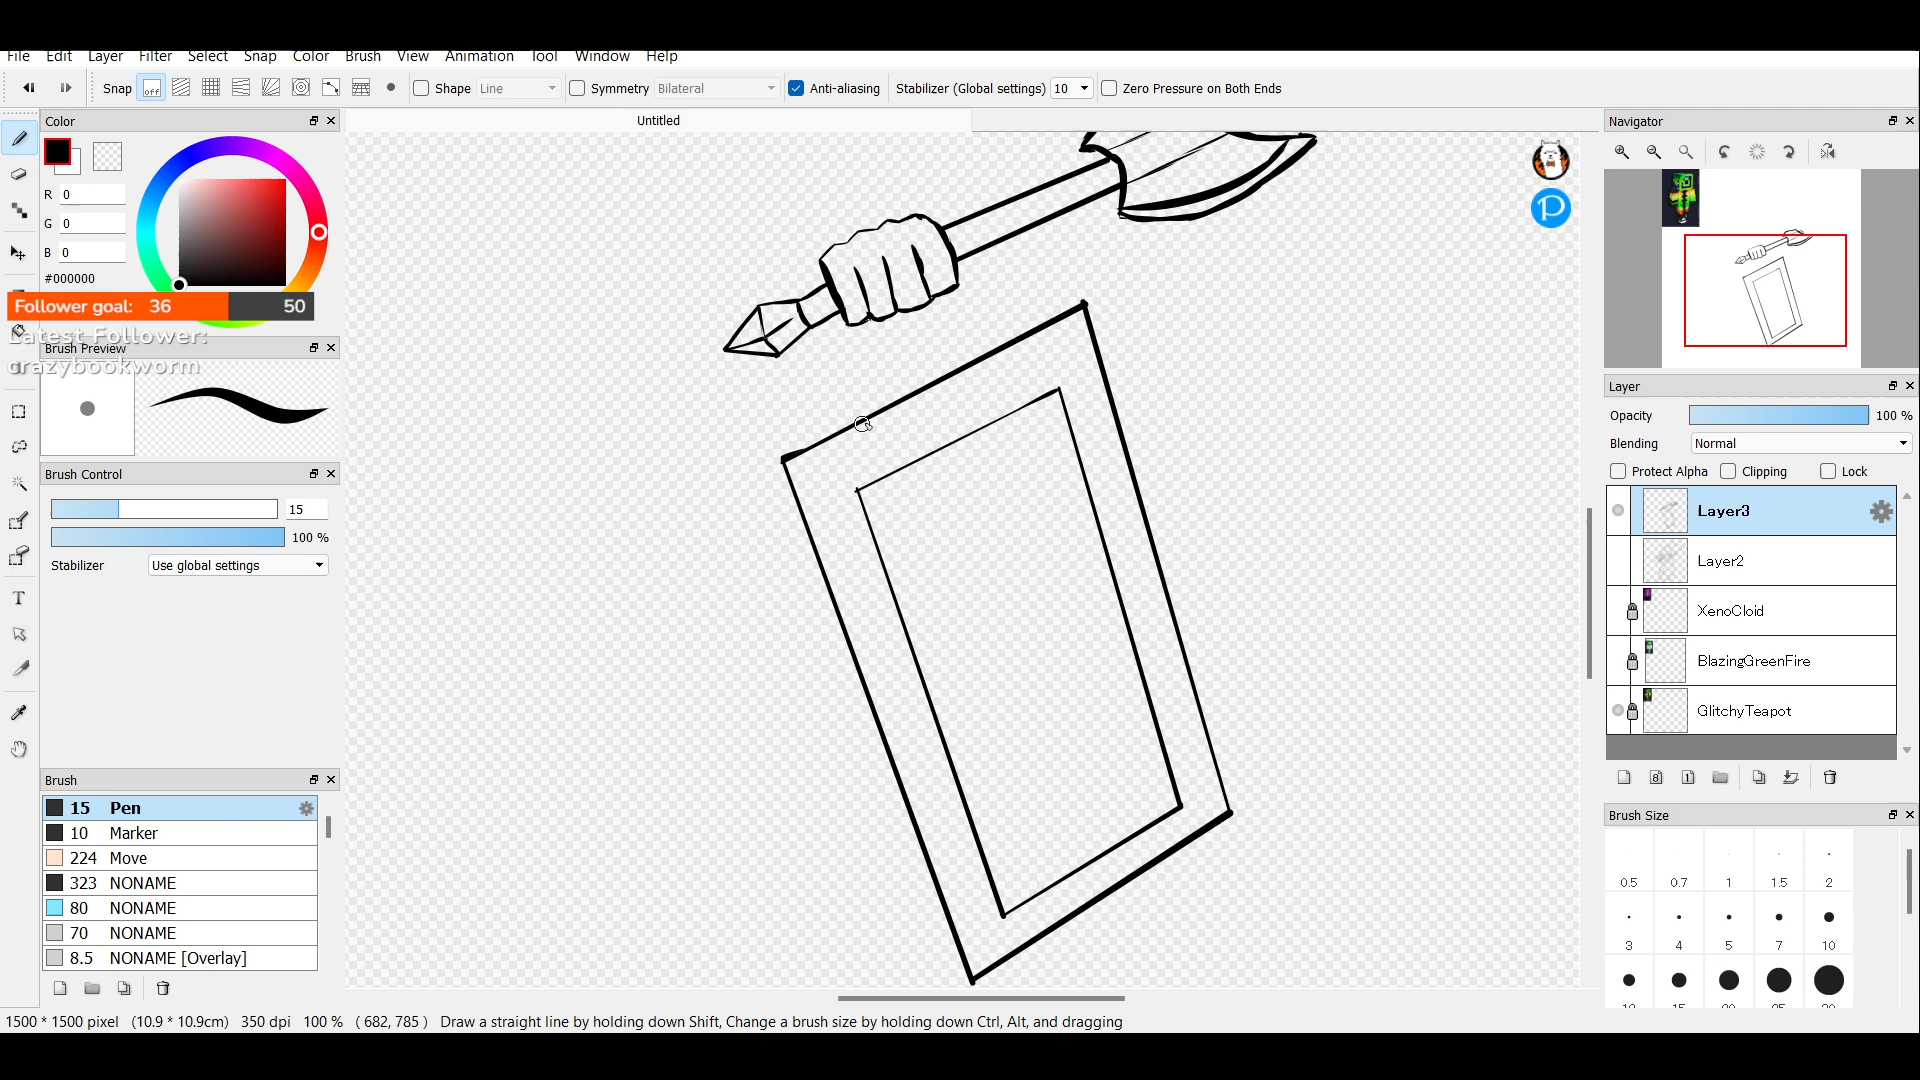 File Edit Layer Filter Select Snap Color Brush View Animation Tool Window Help
Snap off Shape Line Symmetry Bilateral Anti-aliasing Stabilizer (Global settings) 10 Zero Pressure on Both Ends
Color
Untitled
Navigator
R 0
G 0
B 0
#000000
Follower goal: 36 50
Latest Follower:
crazybookworm
Brush Preview
Layer
Opacity 100 %
Blending Normal
Protect Alpha Clipping Lock
Brush Control
15
100 %
Stabilizer Use global settings
Layer3
Layer2
XenoCloid
BlazingGreenFire
GlitchyTeapot
Brush
15 Pen
10 Marker
224 Move
323 NONAME
80 NONAME
70 NONAME
8.5 NONAME [Overlay]
Brush Size
0.5 0.7 1 1.5 2
3 4 5 7 10
1500 * 1500 pixel (10.9 * 10.9cm) 350 dpi 100 % ( 682, 785 ) Draw a straight line by holding down Shift, Change a brush size by holding down Ctrl, Alt, and dragging